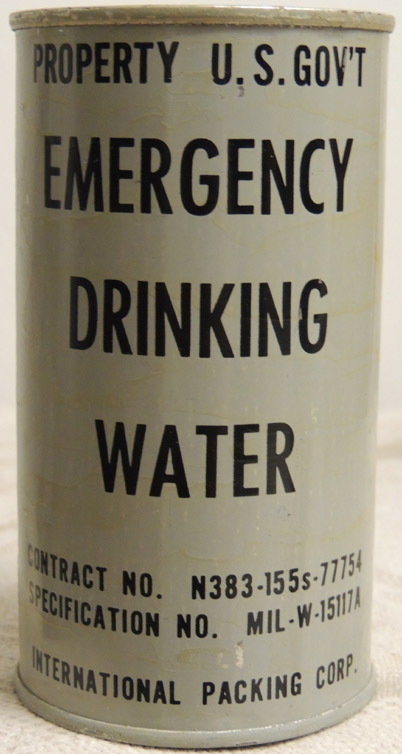 PROPERTY U.S.GOV'T
EMERGENCY
DRINKING
WATER
CONTRACT NO. N383-155s-77754
SPECIFICATION NO. MIL-W-15117A
INTERNATIONAL PACKING CORP.